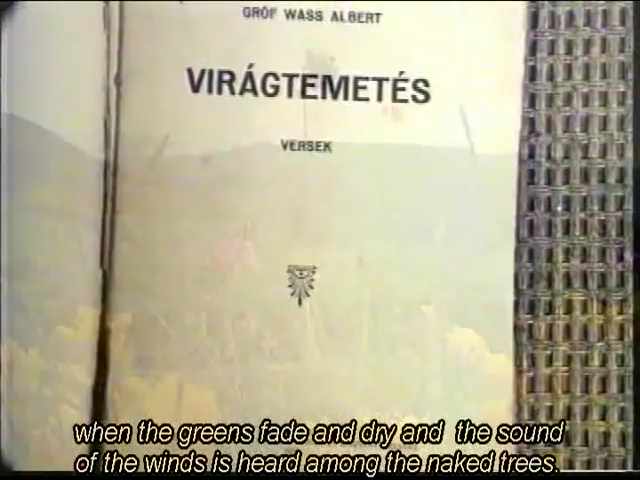 GRÓF WASS ALBERT
VIRÁGTEMETÉS
VERSEK
when the greens fade and dry and the sound
of the winds is heard among the naked trees.